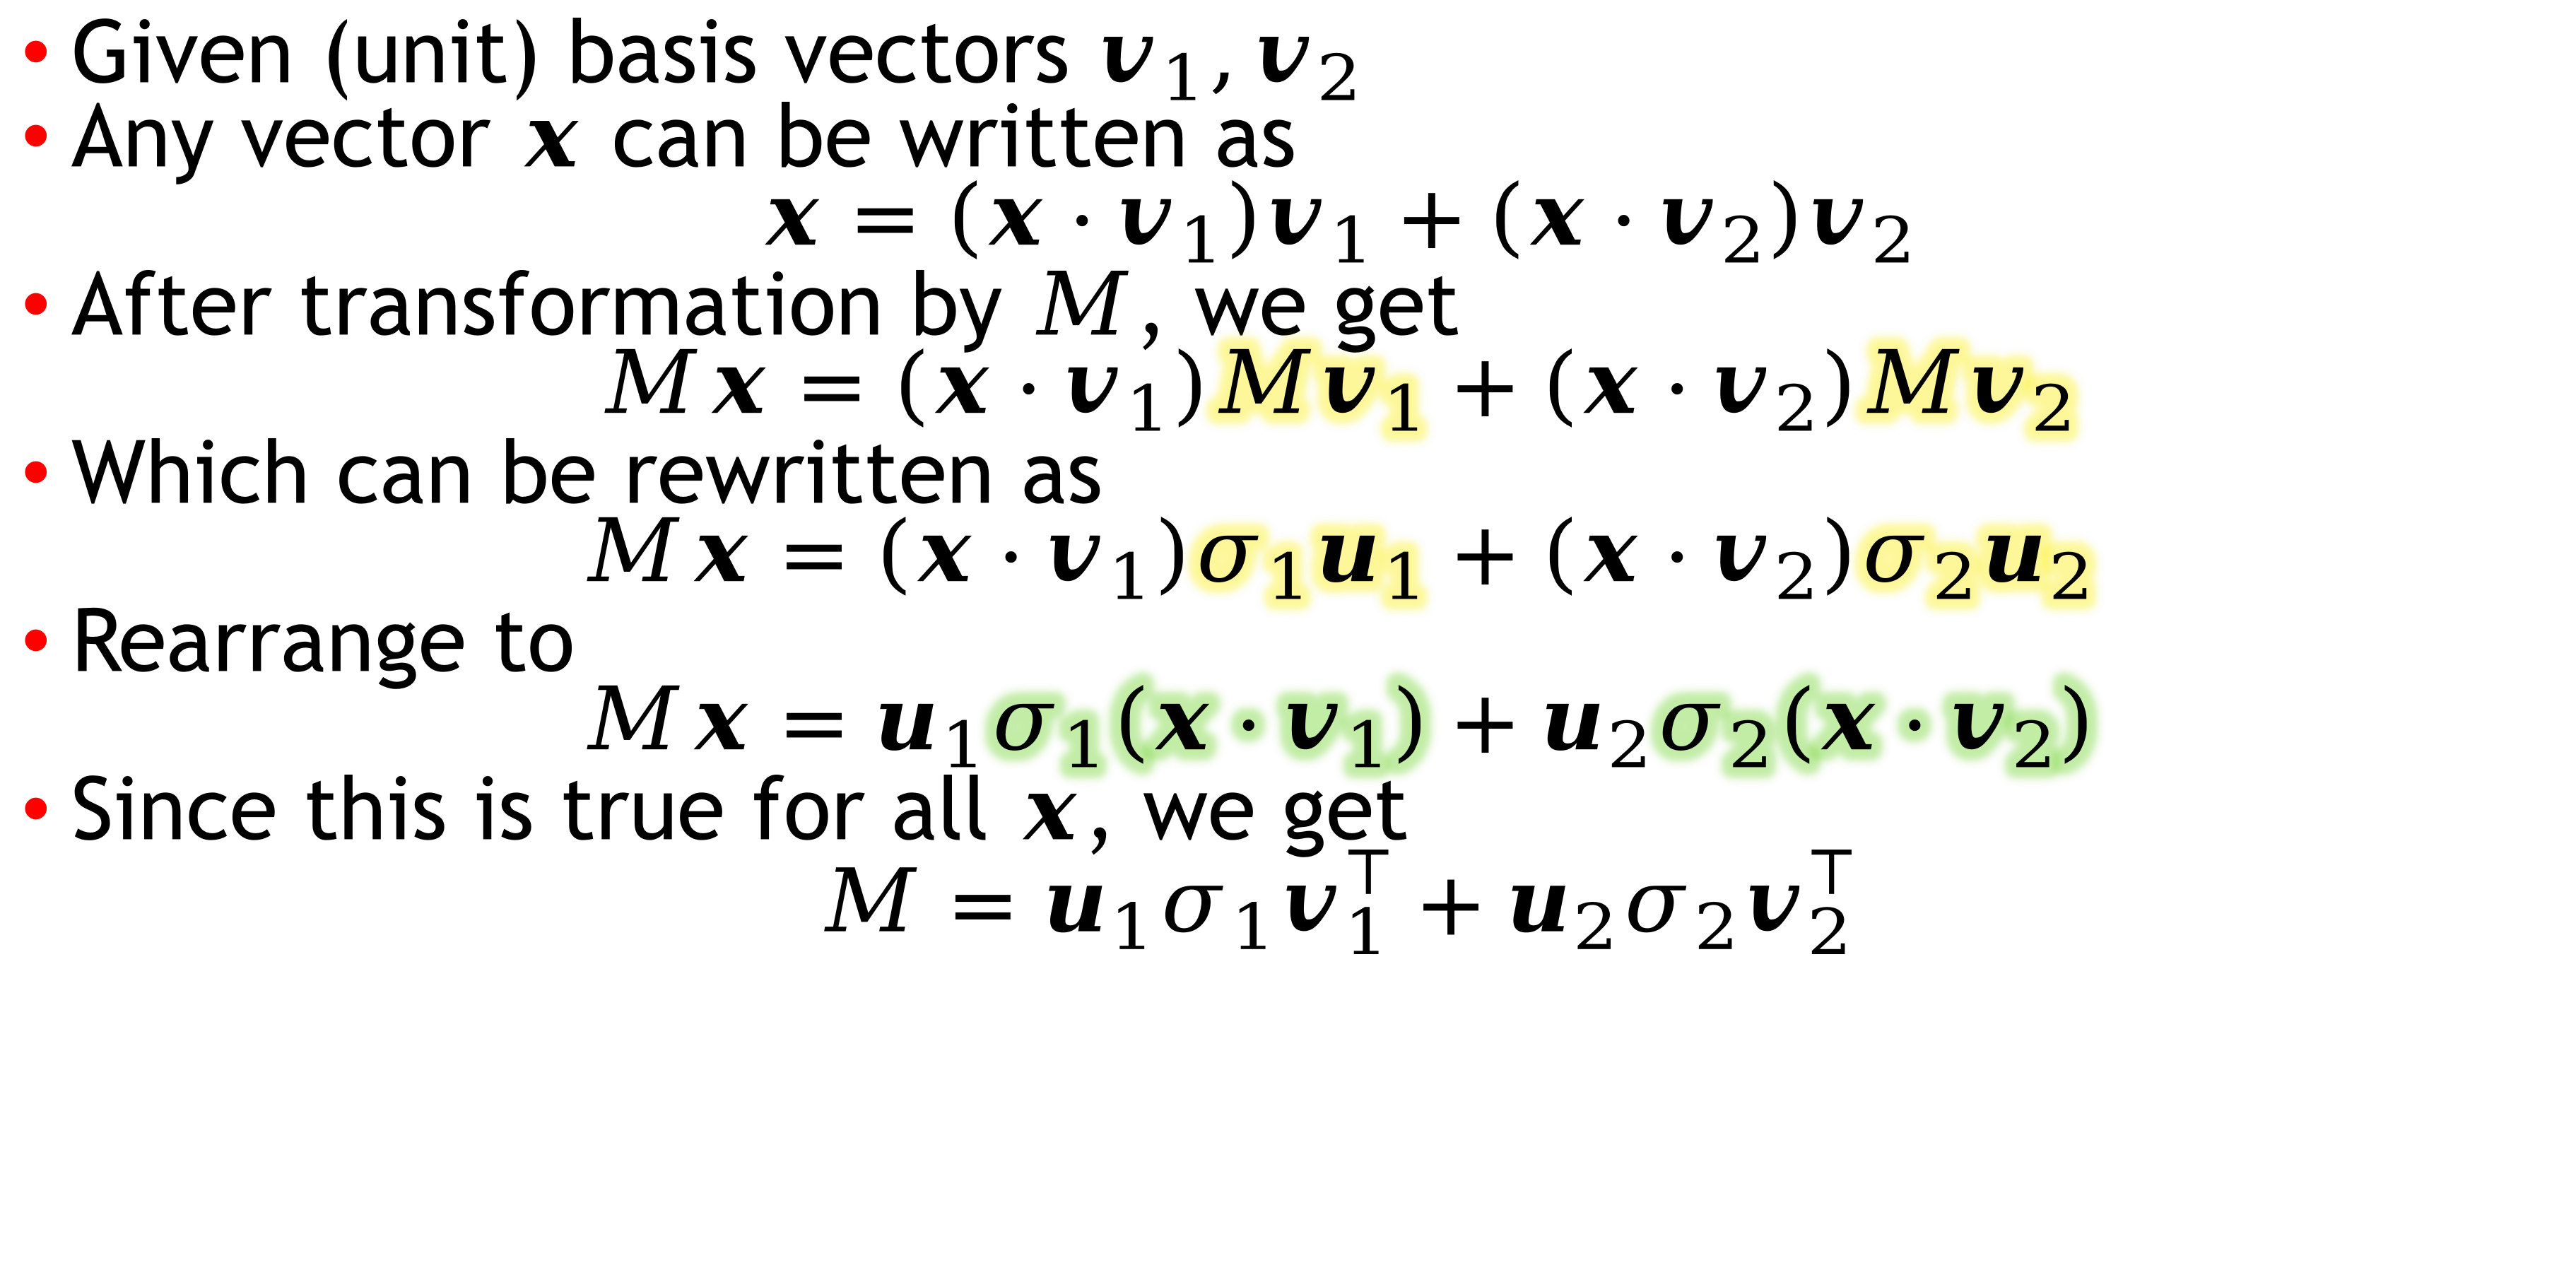 • Given (unit) basis vectors 𝒗₁, 𝒗₂
• Any vector 𝒙 can be written as
𝒙 = (𝒙 · 𝒗₁)𝒗₁ + (𝒙 · 𝒗₂)𝒗₂
• After transformation by 𝑀, we get
𝑀𝒙 = (𝒙 · 𝒗₁)𝑀𝒗₁ + (𝒙 · 𝒗₂)𝑀𝒗₂
• Which can be rewritten as
𝑀𝒙 = (𝒙 · 𝒗₁)𝜎₁𝒖₁ + (𝒙 · 𝒗₂)𝜎₂𝒖₂
• Rearrange to
𝑀𝒙 = 𝒖₁𝜎₁(𝒙 · 𝒗₁) + 𝒖₂𝜎₂(𝒙 · 𝒗₂)
• Since this is true for all 𝒙, we get
𝑀 = 𝒖₁𝜎₁𝒗₁⊤ + 𝒖₂𝜎₂𝒗₂⊤